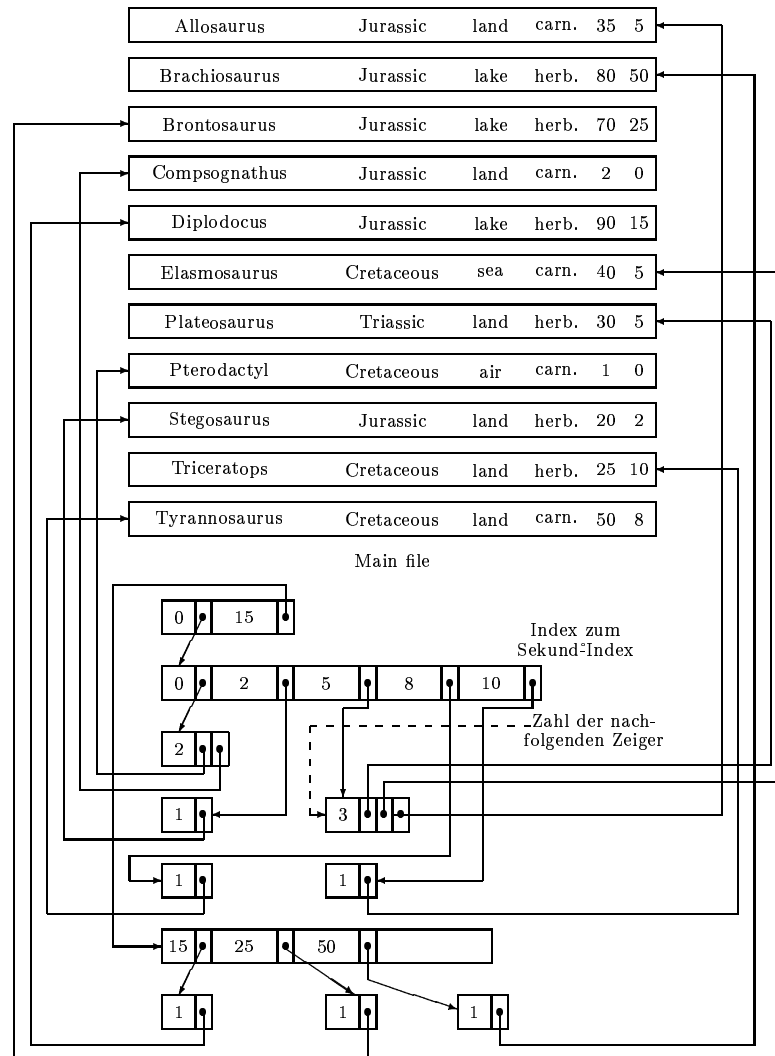 Allosaurus Jurassic land carn. 35 5
Brachiosaurus Jurassic lake herb. 80 50
Brontosaurus Jurassic lake herb. 70 25
Compsognathus Jurassic land carn. 2 0
Diplodocus Jurassic lake herb. 90 15
Elasmosaurus Cretaceous sea carn. 40 5
Plateosaurus Triassic land herb. 30 5
Pterodactyl Cretaceous air carn. 1 0
Stegosaurus Jurassic land herb. 20 2
Triceratops Cretaceous land herb. 25 10
Tyrannosaurus Cretaceous land carn. 50 8
Main file
0 15
Index zum
Sekund-Index
0 2 5 8 10
Zahl der nach-
folgenden Zeiger
2
1 3
1 1
15 25 50
1 1 1